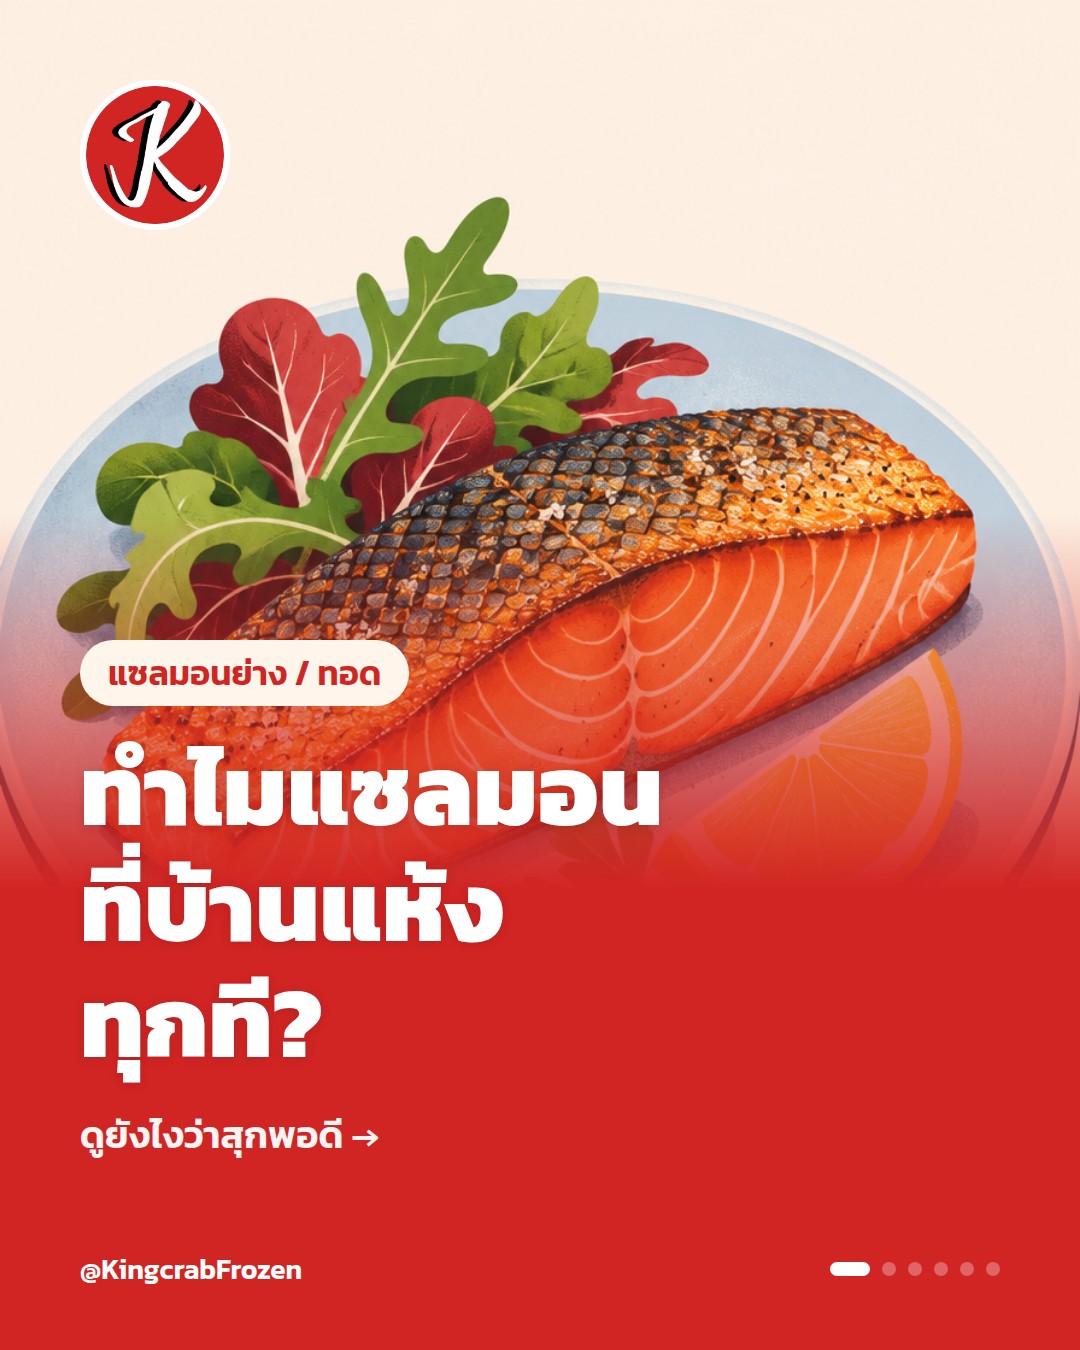 K
แซลมอนย่าง / ทอด
ทำไมแซลมอน
ที่บ้านแห้ง
ทุกที?
ดูยังไงว่าสุกพอดี →
@KingcrabFrozen